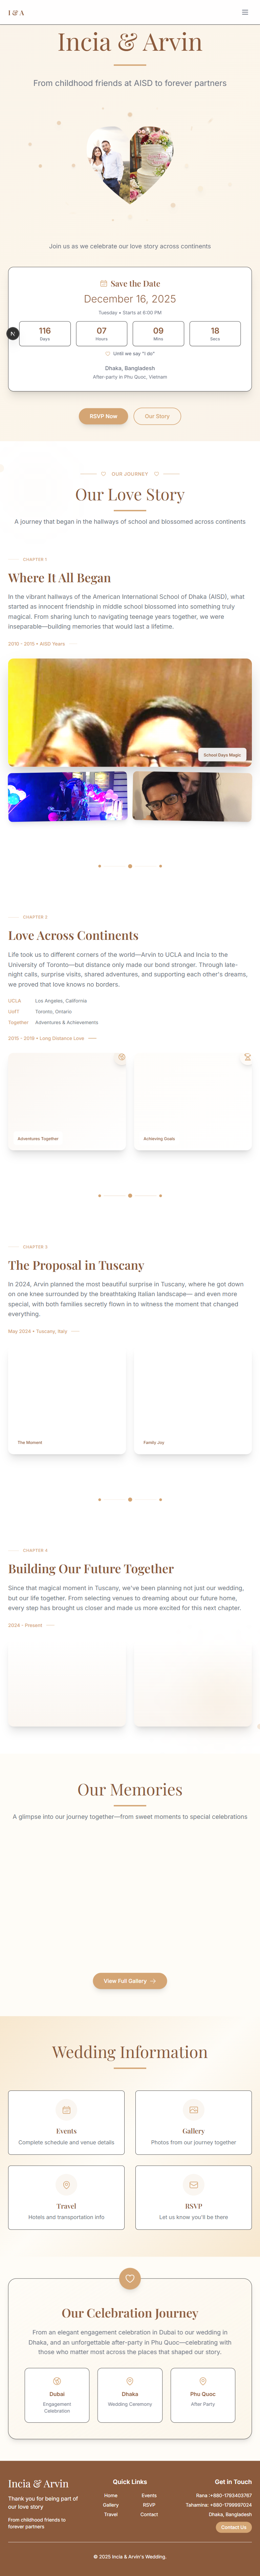 I & A
Incia & Arvin
From childhood friends at AISD to forever partners
Join us as we celebrate our love story across continents
Save the Date
December 16, 2025
Tuesday • Starts at 6:00 PM
116
Days
07
Hours
09
Mins
18
Secs
N
Until we say "I do"
Dhaka, Bangladesh
After-party in Phu Quoc, Vietnam
RSVP Now
Our Story
OUR JOURNEY
Our Love Story
A journey that began in the hallways of school and blossomed across continents
CHAPTER 1
Where It All Began
In the vibrant hallways of the American International School of Dhaka (AISD), what
started as innocent friendship in middle school blossomed into something truly
magical. From sharing lunch to navigating teenage years together, we were
inseparable—building memories that would last a lifetime.
2010 - 2015 • AISD Years
School Days Magic
CHAPTER 2
Love Across Continents
Life took us to different corners of the world—Arvin to UCLA and Incia to the
University of Toronto—but distance only made our bond stronger. Through late-
night calls, surprise visits, shared adventures, and supporting each other's dreams,
we proved that love knows no borders.
UCLA
Los Angeles, California
UofT
Toronto, Ontario
Together
Adventures & Achievements
2015 - 2019 • Long Distance Love
Adventures Together
Achieving Goals
CHAPTER 3
The Proposal in Tuscany
In 2024, Arvin planned the most beautiful surprise in Tuscany, where he got down
on one knee surrounded by the breathtaking Italian landscape— and even more
special, with both families secretly flown in to witness the moment that changed
everything.
May 2024 • Tuscany, Italy
The Moment
Family Joy
CHAPTER 4
Building Our Future Together
Since that magical moment in Tuscany, we've been planning not just our wedding,
but our life together. From selecting venues to dreaming about our future home,
every step has brought us closer and made us more excited for this next chapter.
2024 - Present
Our Memories
A glimpse into our journey together—from sweet moments to special celebrations
View Full Gallery
Wedding Information
Events
Complete schedule and venue details
Gallery
Photos from our journey together
Travel
Hotels and transportation info
RSVP
Let us know you'll be there
Our Celebration Journey
From an elegant engagement celebration in Dubai to our wedding in
Dhaka, and an unforgettable after-party in Phu Quoc—celebrating with
those who matter most across the places that shaped our story.
Dubai
Engagement
Celebration
Dhaka
Wedding Ceremony
Phu Quoc
After Party
Incia & Arvin
Thank you for being part of
our love story
From childhood friends to
forever partners
Quick Links
Home
Events
Gallery
RSVP
Travel
Contact
Get in Touch
Rana :+880-1793403767
Tahamina: +880-1799997024
Dhaka, Bangladesh
Contact Us
© 2025 Incia & Arvin's Wedding.